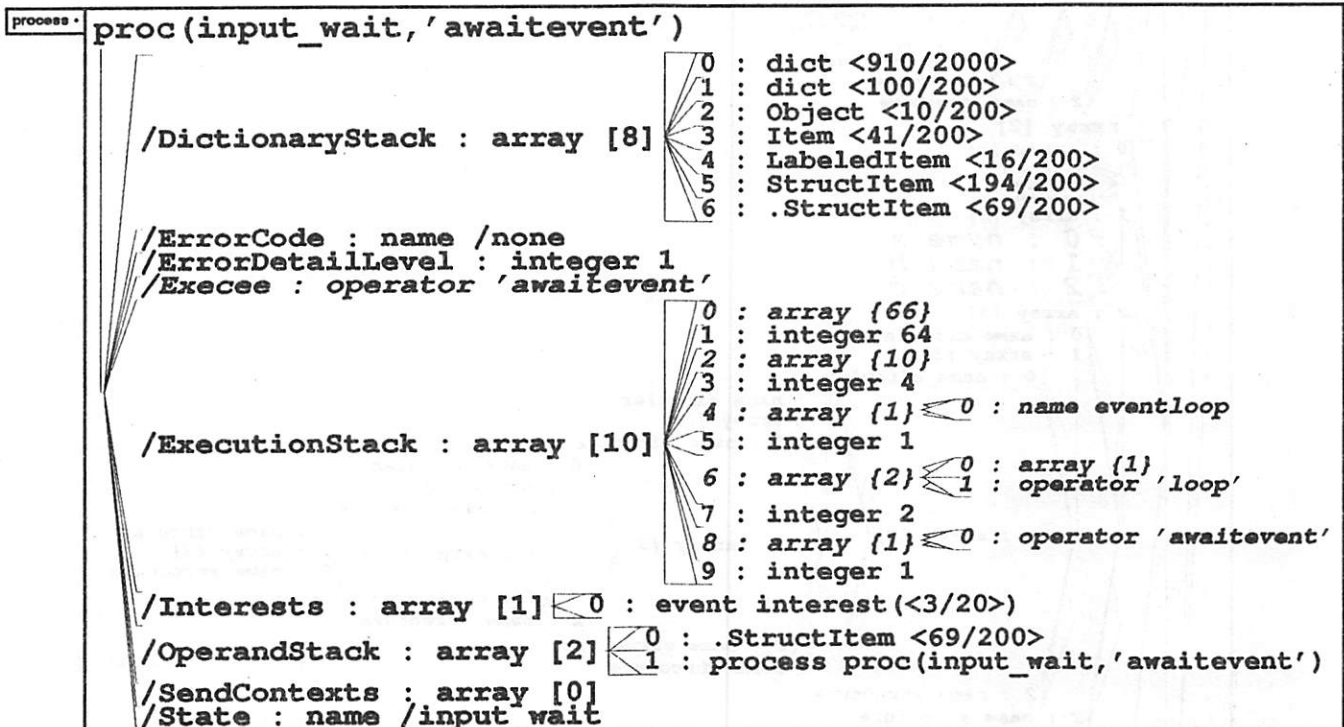 process
proc(input_wait,'awaitevent')
/DictionaryStack : array [8]
0 : dict <910/2000>
1 : dict <100/200>
2 : Object <10/200>
3 : Item <41/200>
4 : LabeledItem <16/200>
5 : StructItem <194/200>
6 : .StructItem <69/200>
/ErrorCode : name /none
/ErrorDetailLevel : integer 1
/Execee : operator 'awaitevent'
/ExecutionStack : array [10]
0 : array {66}
1 : integer 64
2 : array {10}
3 : integer 4
4 : array {1} 0 : name eventloop
5 : integer 1
6 : array {2} 0 : array {1}
1 : operator 'loop'
7 : integer 2
8 : array {1} 0 : operator 'awaitevent'
9 : integer 1
/Interests : array [1] 0 : event interest(<3/20>)
/OperandStack : array [2] 0 : .StructItem <69/200>
1 : process proc(input_wait,'awaitevent')
/SendContexts : array [0]
/State : name /input_wait